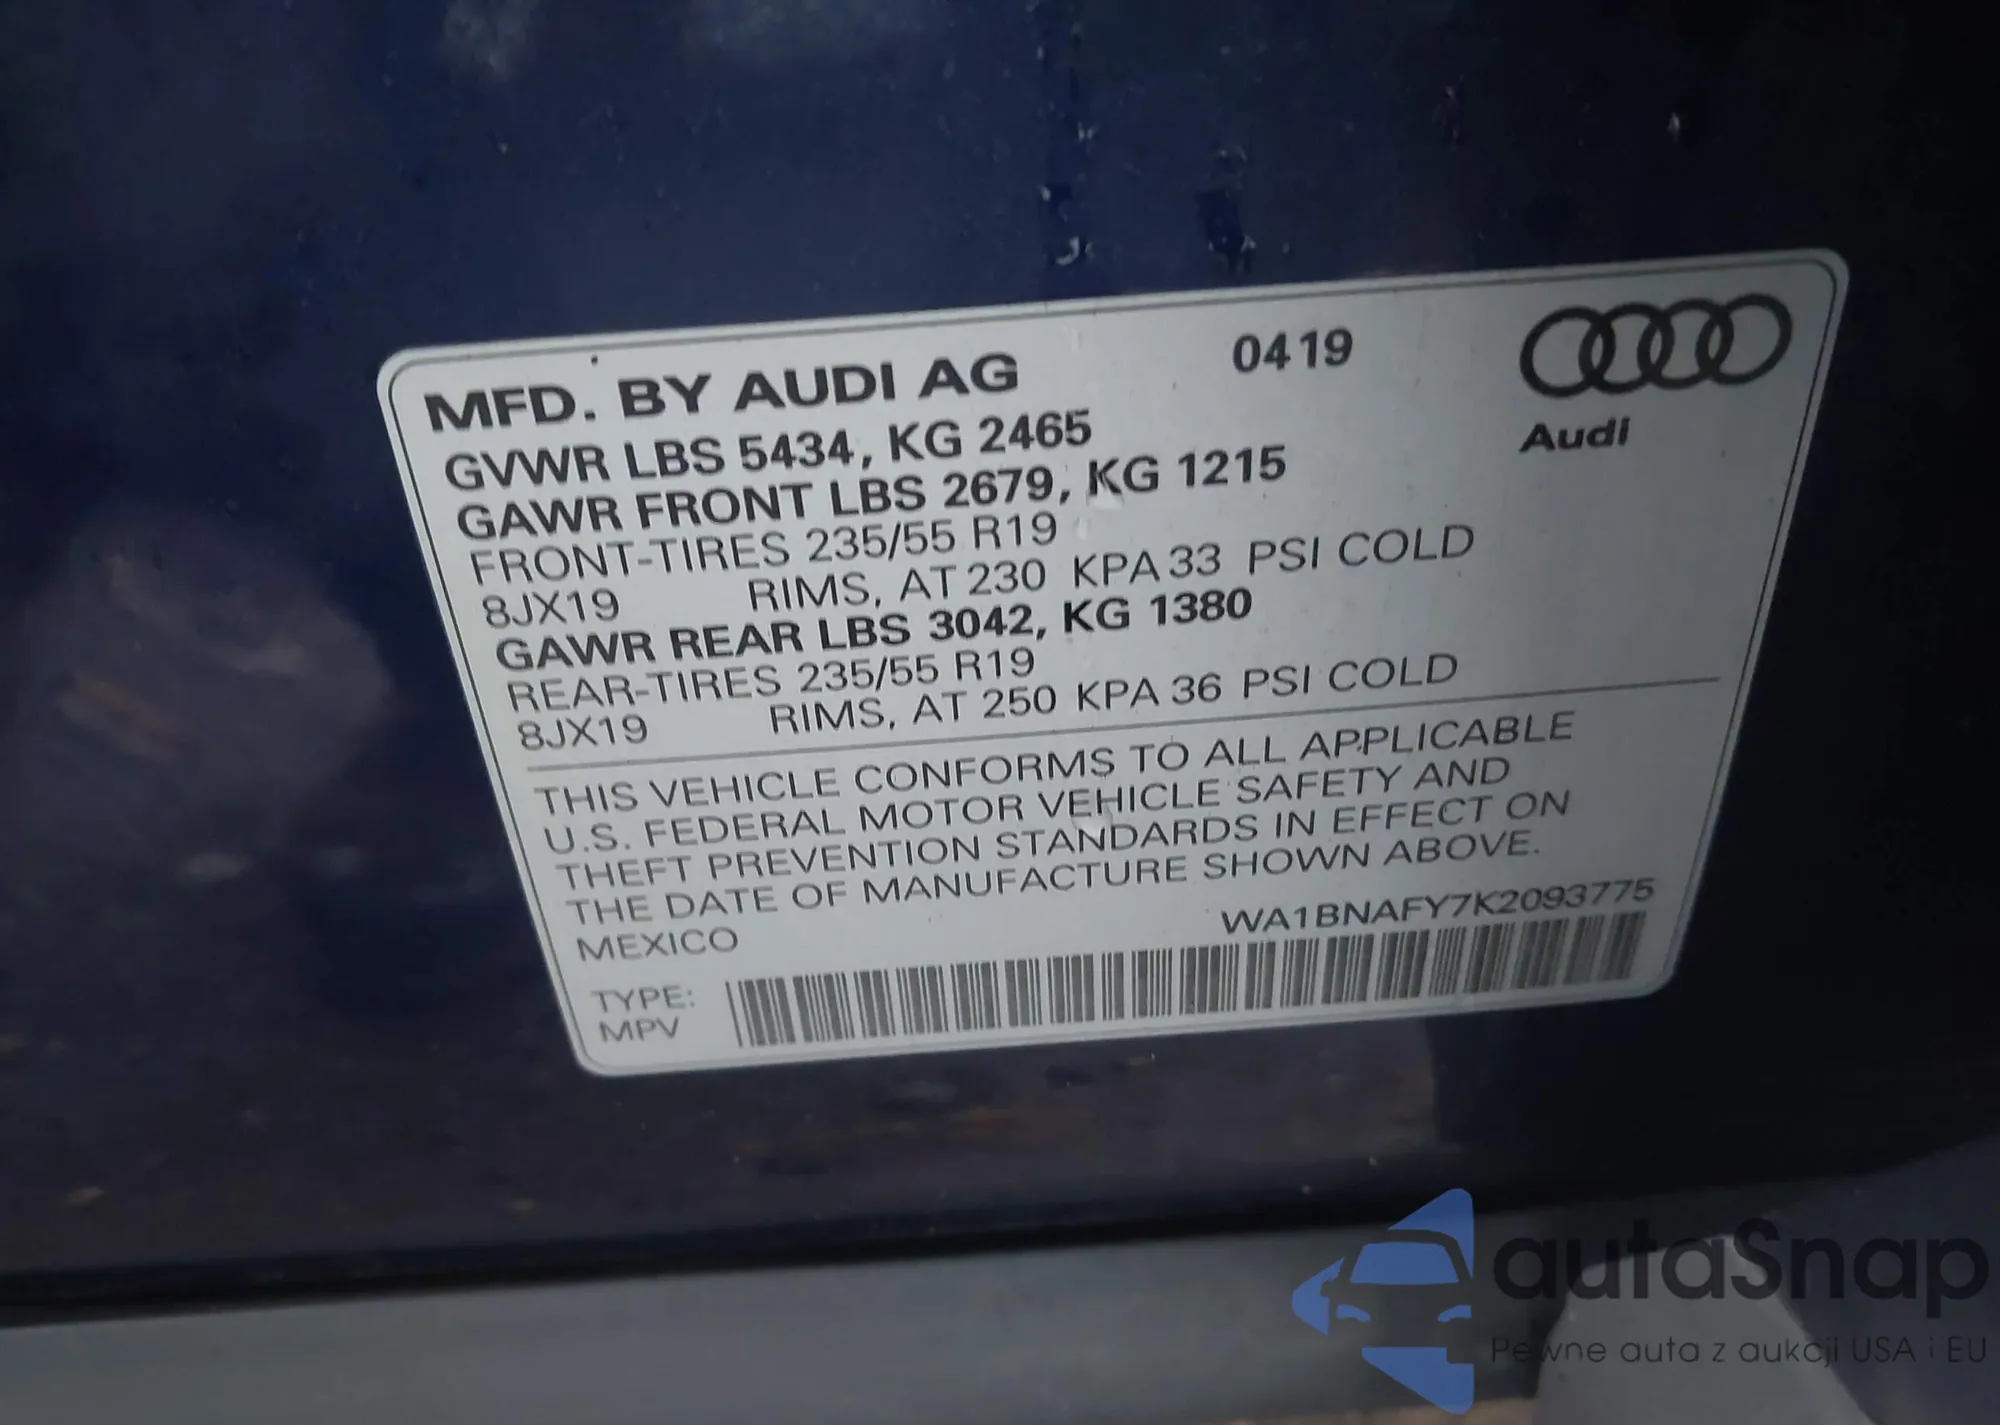 MFD. BY AUDI AG 0419
Audi
GVWR LBS 5434, KG 2465
GAWR FRONT LBS 2679, KG 1215
FRONT-TIRES 235/55 R19
8JX19 RIMS, AT 230 KPA 33 PSI COLD
GAWR REAR LBS 3042, KG 1380
REAR-TIRES 235/55 R19
8JX19 RIMS, AT 250 KPA 36 PSI COLD
THIS VEHICLE CONFORMS TO ALL APPLICABLE
U.S. FEDERAL MOTOR VEHICLE SAFETY AND
THEFT PREVENTION STANDARDS IN EFFECT ON
THE DATE OF MANUFACTURE SHOWN ABOVE.
MEXICO WA1BNAFY7K2093775
TYPE:
MPV
autaSnap
Pewne auta z aukcji USA i EU